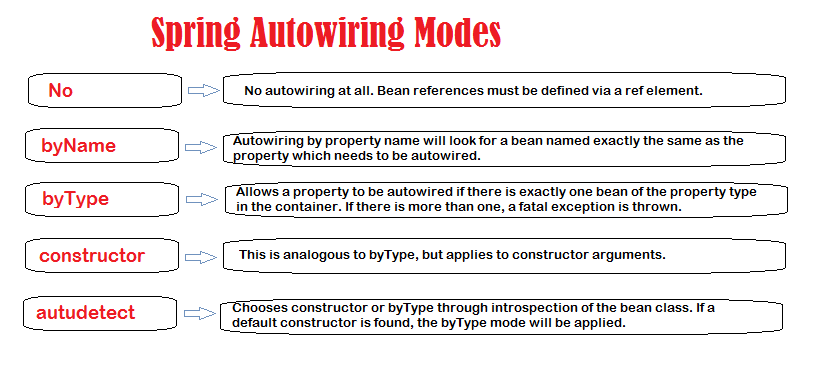 Spring Autowiring Modes
No
No autowiring at all. Bean references must be defined via a ref element.
byName
Autowiring by property name will look for a bean named exactly the same as the
property which needs to be autowired.
byType
Allows a property to be autowired if there is exactly one bean of the property type
in the container. If there is more than one, a fatal exception is thrown.
constructor
This is analogous to byType, but applies to constructor arguments.
autudetect
Chooses constructor or byType through introspection of the bean class. If a
default constructor is found, the byType mode will be applied.